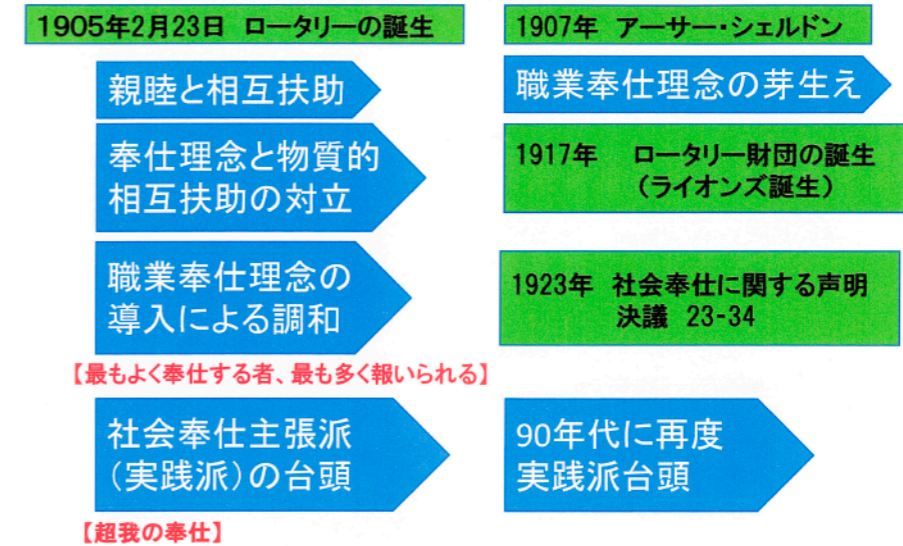 1905年2月23日 ロータリーの誕生
親睦と相互扶助
奉仕理念と物質的
相互扶助の対立
職業奉仕理念の
導入による調和
【最もよく奉仕する者、最も多く報いられる】
社会奉仕主張派
(実践派)の台頭
【超我の奉仕】
1907年 アーサー・シェルドン
職業奉仕理念の芽生え
1917年 ロータリー財団の誕生
(ライオンズ誕生)
1923年 社会奉仕に関する声明
決議 23-34
90年代に再度
実践派台頭